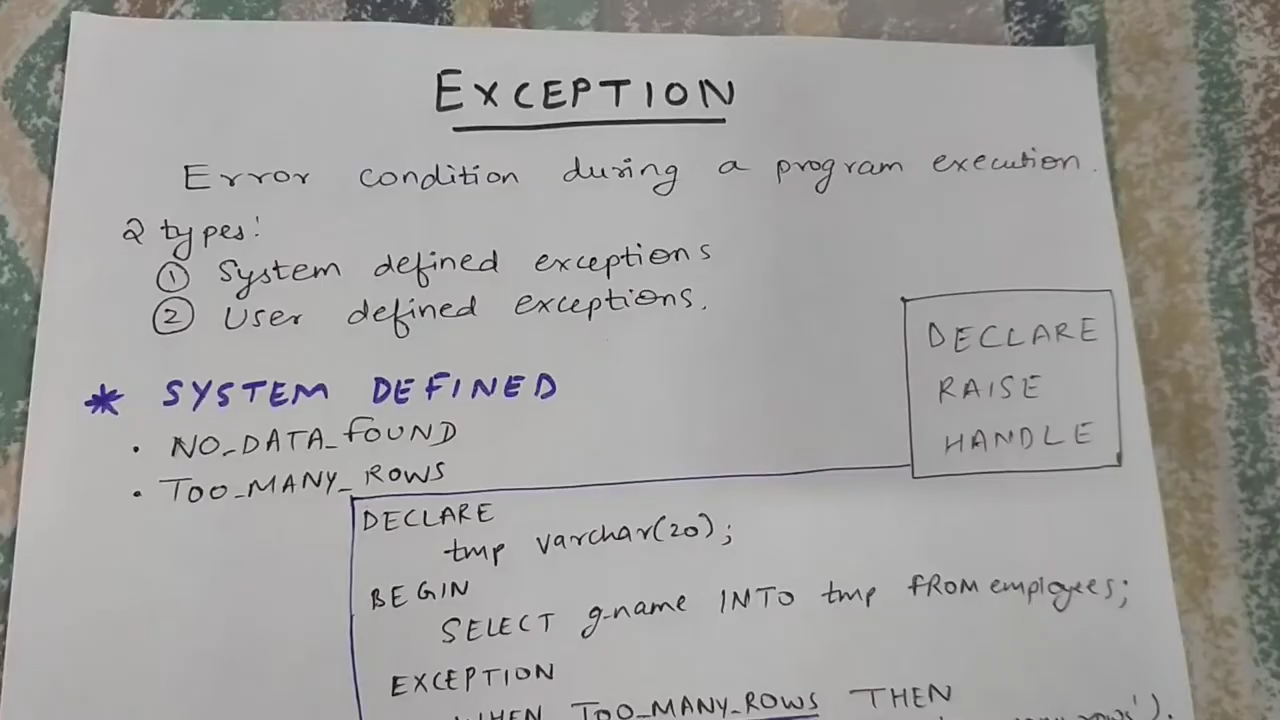 EXCEPTION
Error condition during a program execution.
2 types:
① System defined exceptions
② User defined exceptions.
DECLARE
RAISE
HANDLE
* SYSTEM DEFINED
• NO_DATA_FOUND
• TOO_MANY_ROWS
DECLARE
tmp varchar(20);
BEGIN
SELECT g-name INTO tmp FROM employees;
EXCEPTION
WHEN TOO_MANY_ROWS THEN